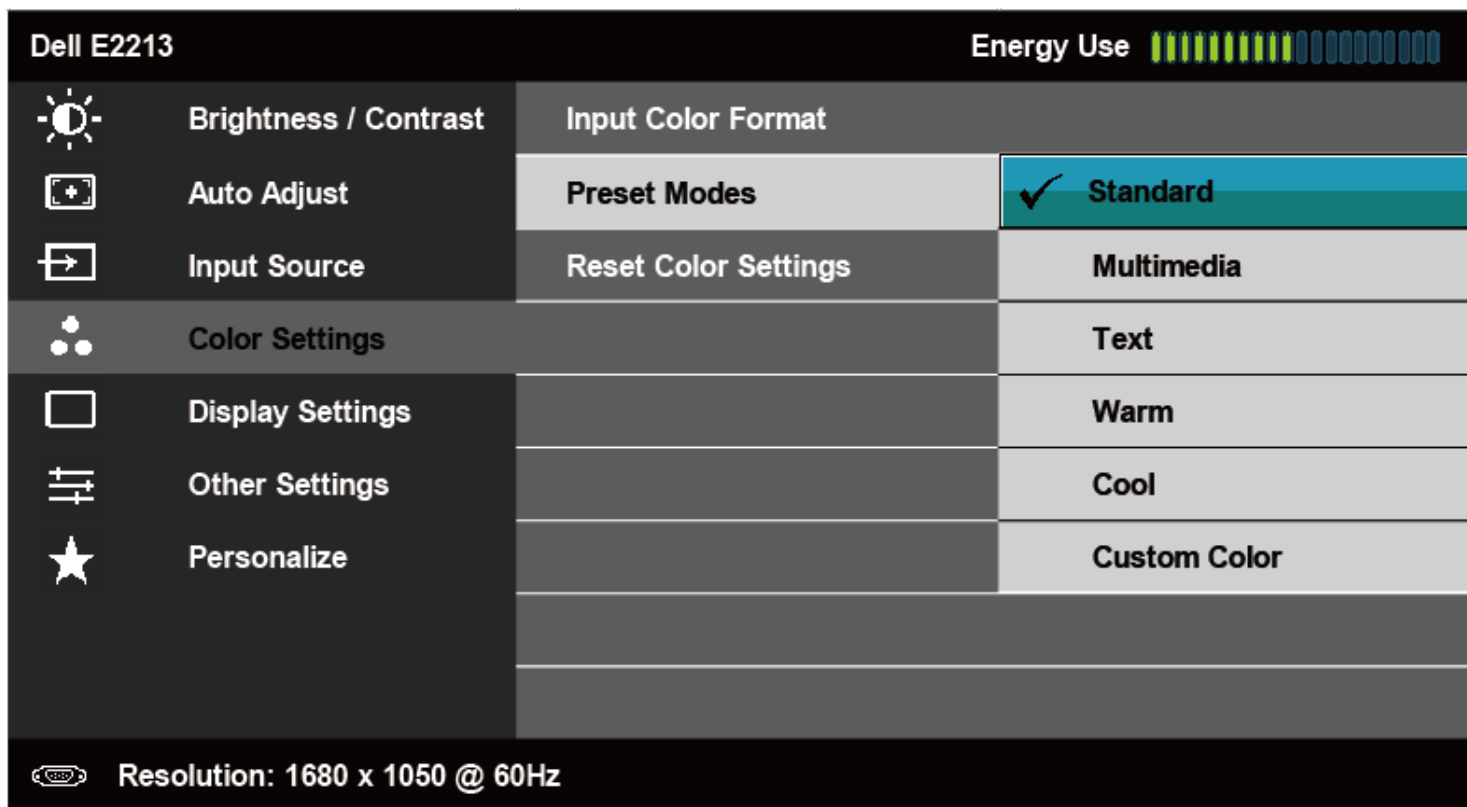 Dell E2213
Energy Use
Brightness / Contrast
Input Color Format
Auto Adjust
Preset Modes
Standard
Input Source
Reset Color Settings
Multimedia
Color Settings
Text
Display Settings
Warm
Other Settings
Cool
Personalize
Custom Color
Resolution: 1680 x 1050 @ 60Hz